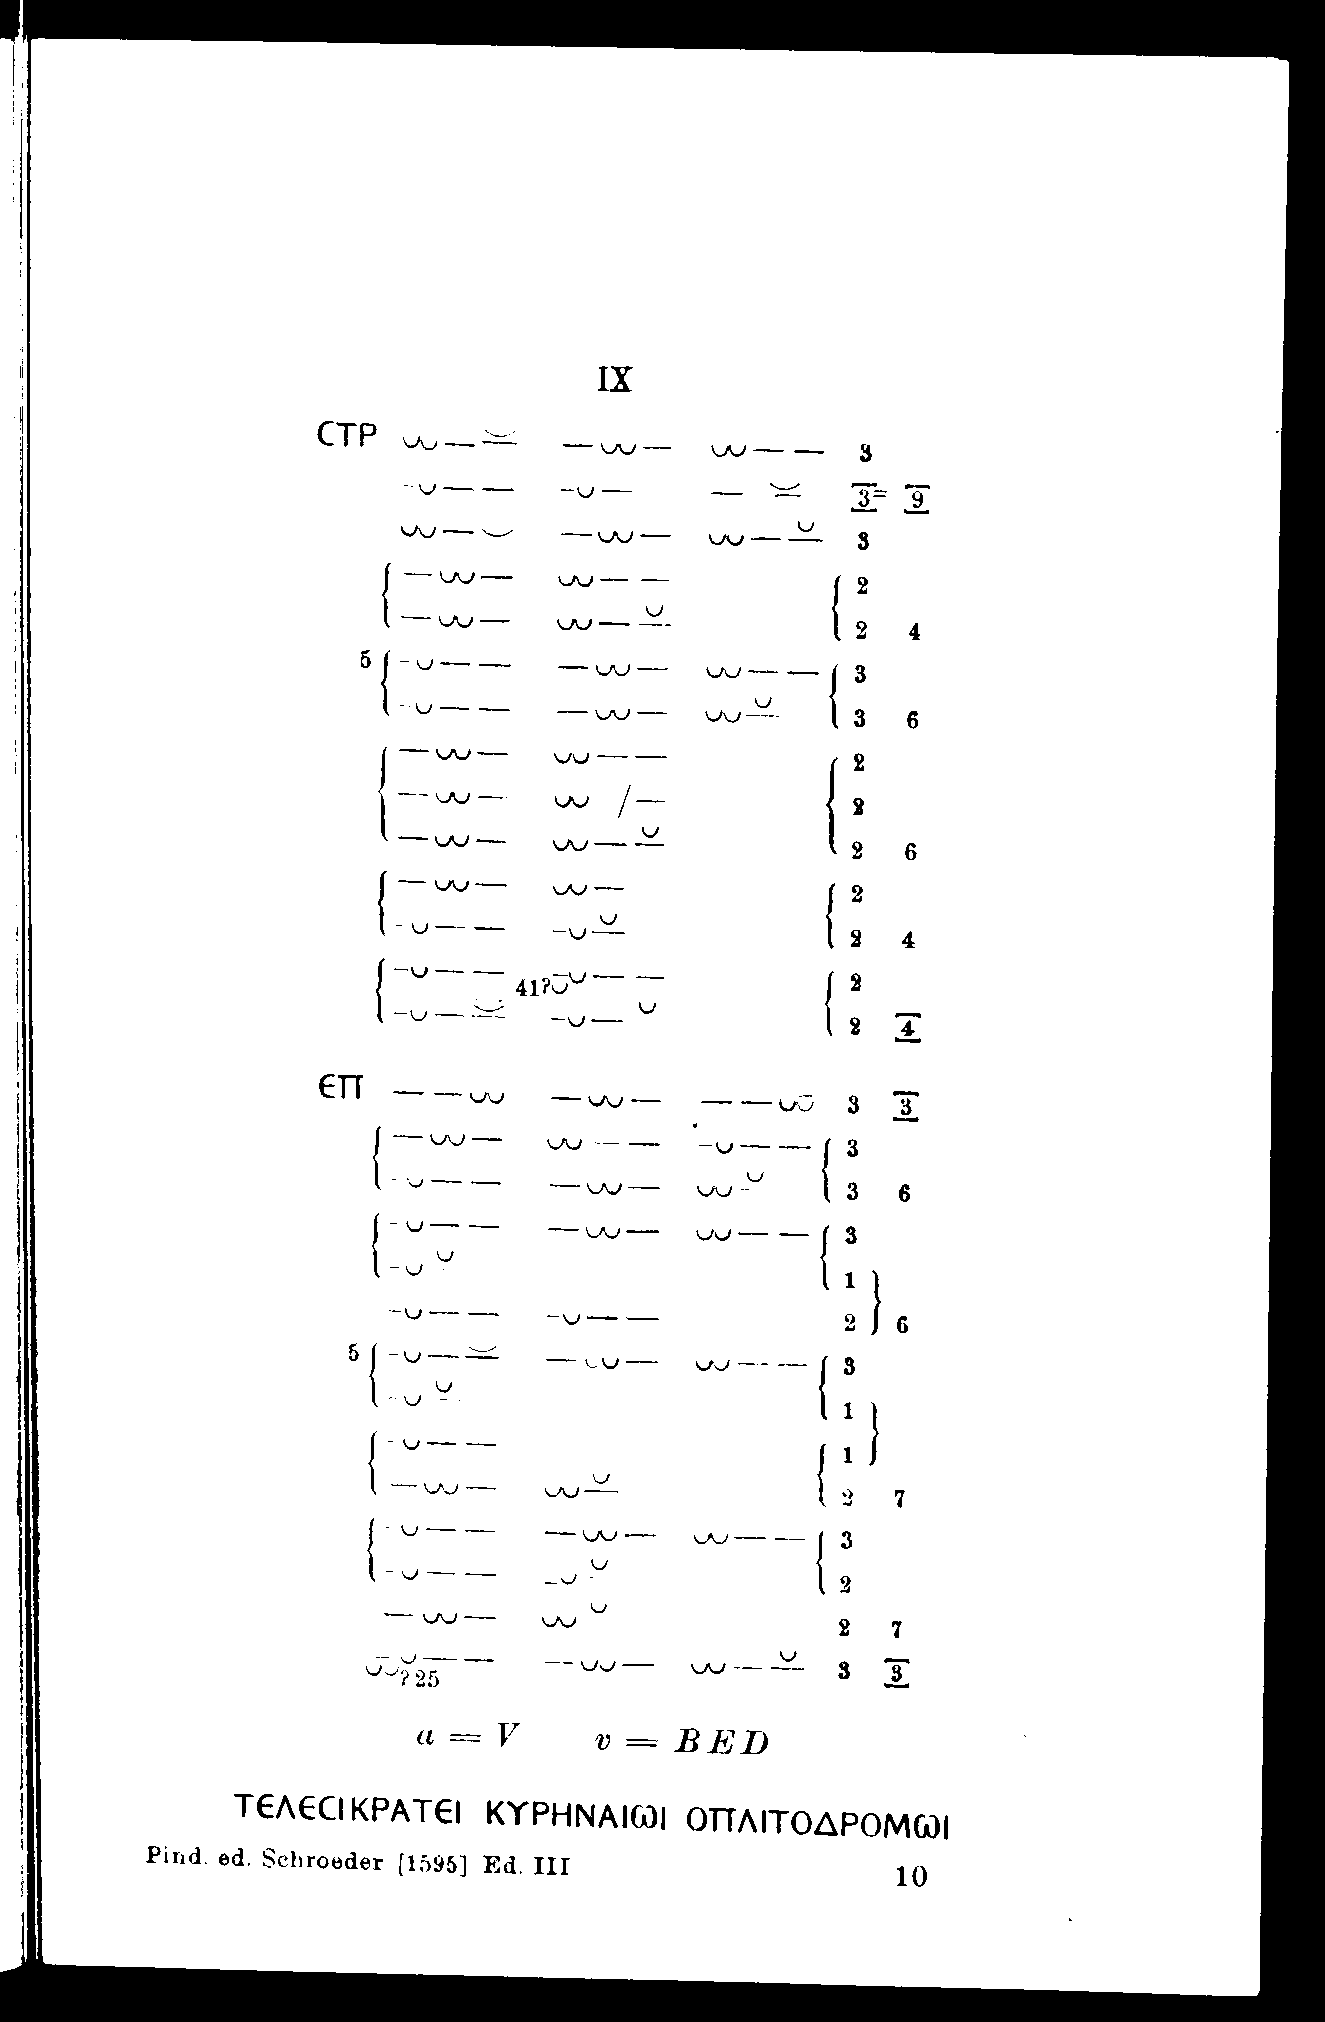 IX
ϹΤΡ ⏑⏑ — ⏓ — ⏑⏑ — ⏑⏑ — — 3
— ⏑ — — — ⏑ — — ⏓ 3= 9
⏑⏑ — ⏑ — ⏑⏑ — ⏑⏑ — ⏓ 3
{ — ⏑⏑ — ⏑⏑ — — { 2
— ⏑⏑ — ⏑⏑ — ⏓ 2 4
5 { — ⏑ — — — ⏑⏑ — ⏑⏑ — — { 3
— ⏑ — — — ⏑⏑ — ⏑⏑ ⏓ 3 6
{ — ⏑⏑ — ⏑⏑ — — { 2
— ⏑⏑ — ⏑⏑ / — 2
— ⏑⏑ — ⏑⏑ — ⏓ 2 6
{ — ⏑⏑ — ⏑⏑ — { 2
— ⏑ — — — ⏑ ⏓ 2 4
{ — ⏑ — — 41? — ⏑ — — { 2
— ⏑ — ⏓ — ⏑ — ⏑ 2 4
ЄΠ — — ⏑⏑ — ⏑⏑ — — — ⏑⏓ 3 3
{ — ⏑⏑ — ⏑⏑ — — — ⏑ — — { 3
— ⏑ — — — ⏑⏑ — ⏑⏑ ⏓ 3 6
{ — ⏑ — — — ⏑⏑ — ⏑⏑ — — { 3
— ⏑ ⏓ 1 }
— ⏑ — — — ⏑ — — 2 6
5 { — ⏑ — ⏓ — ⏑⏑ — ⏑⏑ — — { 3
— ⏑ ⏓ 1 }
{ — ⏑ — — { 1
— ⏑⏑ — ⏑⏑ ⏓ 2 7
{ — ⏑ — — — ⏑⏑ — ⏑⏑ — — { 3
— ⏑ — — — ⏑ ⏓ 2
— ⏑⏑ — ⏑⏑ ⏑ 2 7
— ⏑ — — — ⏑⏑ — ⏑⏑ — ⏓ 3 3
⏑⏑? 25
a = V v = BED
ΤЄΛЄϹΙΚΡΑΤЄΙ ΚΥΡΗΝΑΙωΙ ΟΠΛΙΤΟΔΡΟΜωΙ
Pind. ed. Schroeder [1595] Ed. III 10